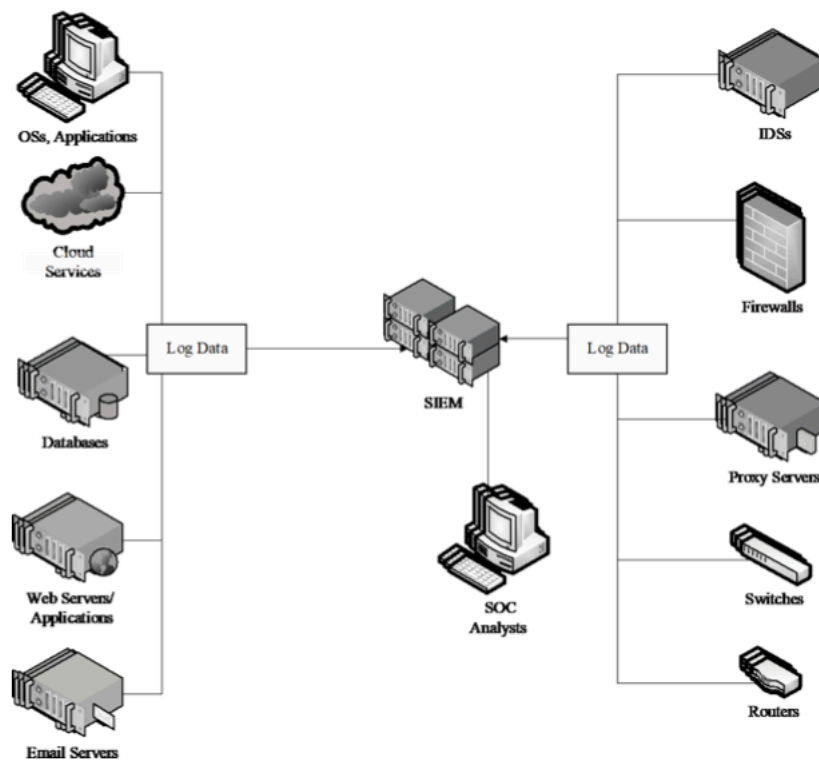 OSs, Applications
Cloud
Services
Log Data
Databases
Web Servers/
Applications
Email Servers
SIEM
SOC
Analysts
Log Data
IDSs
Firewalls
Proxy Servers
Switches
Routers